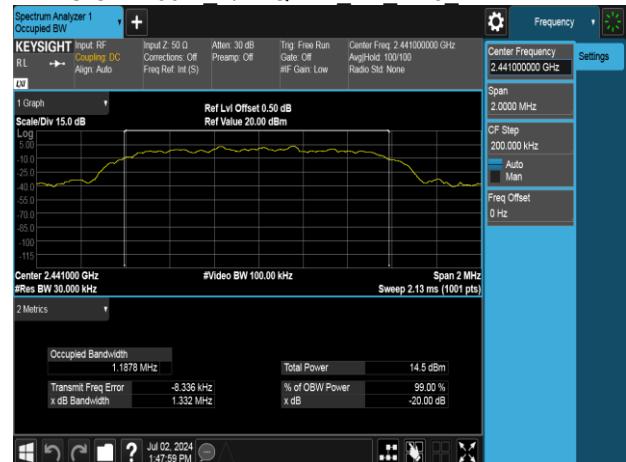 Spectrum Analyzer 1
Occupied BW
Frequency
KEYSIGHT
RL
LXI
Input: RF
Coupling: DC
Align: Auto
Input Z: 50 Ω
Corrections: Off
Freq Ref: Int (S)
Atten: 30 dB
Preamp: Off
Trig: Free Run
Gate: Off
#IF Gain: Low
Center Freq: 2.441000000 GHz
Avg|Hold: 100/100
Radio Std: None
Center Frequency
2.441000000 GHz
Settings
Span
2.0000 MHz
CF Step
200.000 kHz
Auto
Man
Freq Offset
0 Hz
1 Graph
Scale/Div 15.0 dB
Ref Lvl Offset 0.50 dB
Ref Value 20.00 dBm
Log
5.00
-10.0
-25.0
-40.0
-55.0
-70.0
-85.0
-100
-115
Center 2.441000 GHz
#Video BW 100.00 kHz
Span 2 MHz
#Res BW 30.000 kHz
Sweep 2.13 ms (1001 pts)
2 Metrics
Occupied Bandwidth
1.1878 MHz
Total Power 14.5 dBm
Transmit Freq Error -8.336 kHz
% of OBW Power 99.00 %
x dB Bandwidth 1.332 MHz
x dB -20.00 dB
?
Jul 02, 2024
1:47:59 PM